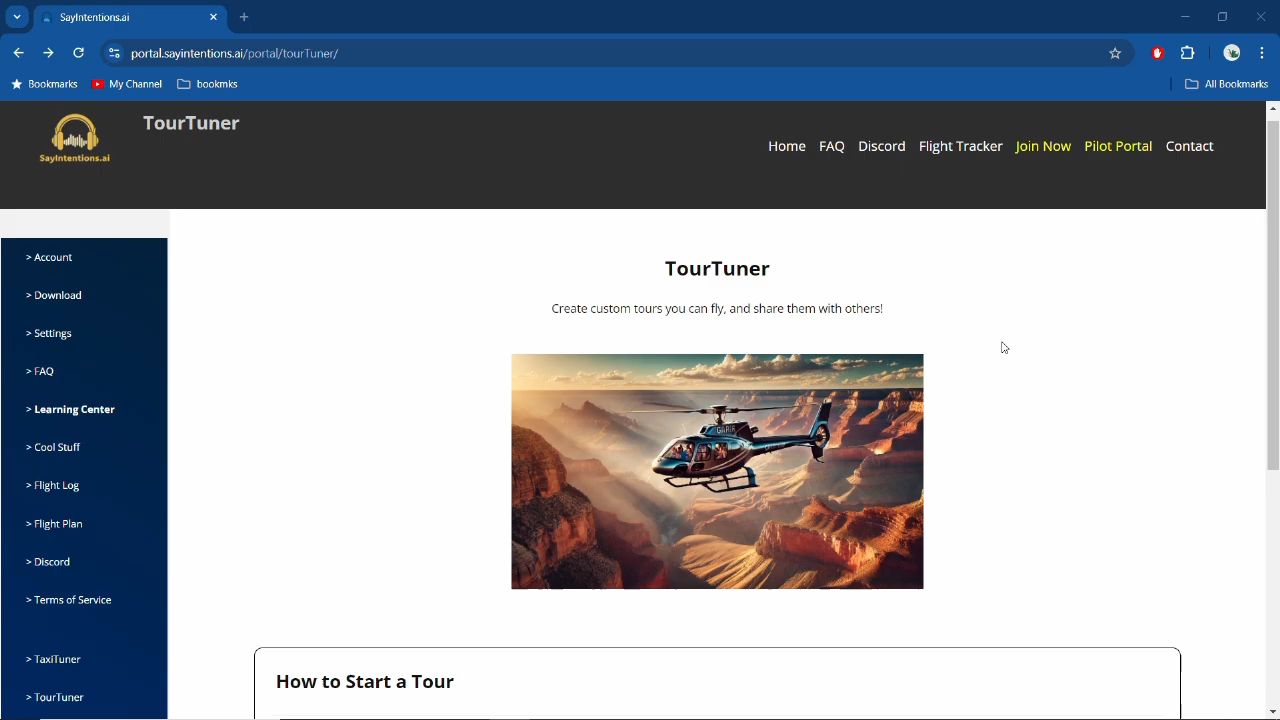 SayIntentions.ai
portal.sayintentions.ai/portal/tourTuner/
Bookmarks
My Channel
bookmks
All Bookmarks
SayIntentions.ai
TourTuner
Home
FAQ
Discord
Flight Tracker
Join Now
Pilot Portal
Contact
> Account
> Download
> Settings
> FAQ
> Learning Center
> Cool Stuff
> Flight Log
> Flight Plan
> Discord
> Terms of Service
> TaxiTuner
> TourTuner
TourTuner
Create custom tours you can fly, and share them with others!
How to Start a Tour